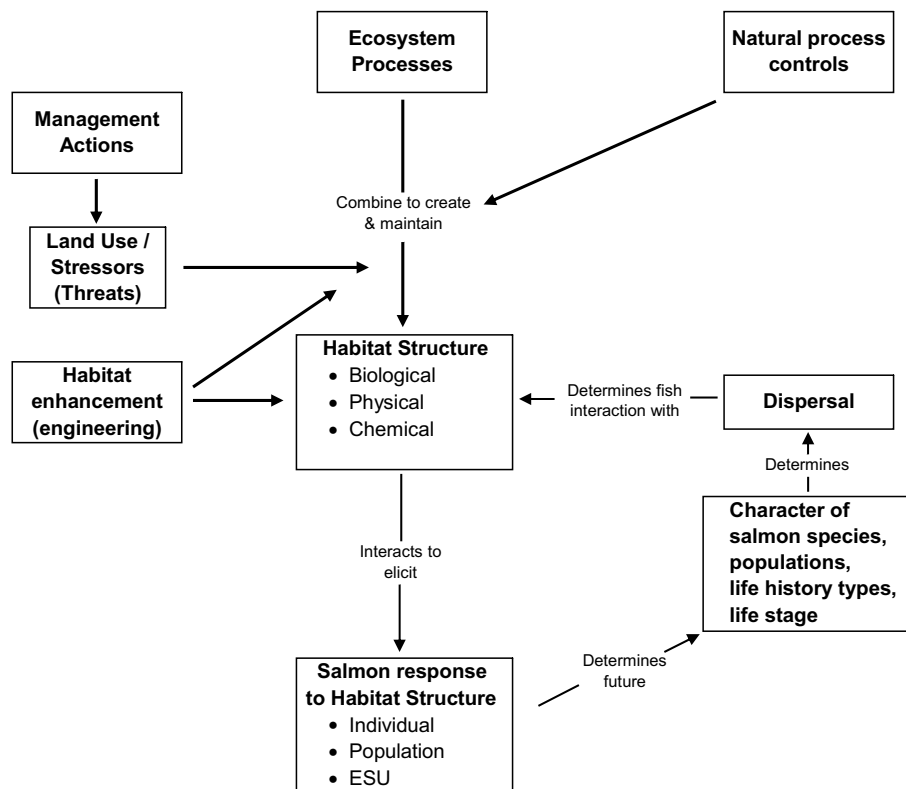 Ecosystem
Processes
Natural process
controls
Management
Actions
Combine to create
& maintain
Land Use /
Stressors
(Threats)
Habitat Structure
• Biological
• Physical
• Chemical
Habitat
enhancement
(engineering)
Determines fish
interaction with
Dispersal
Determines
Character of
salmon species,
populations,
life history types,
life stage
Interacts to
elicit
Determines
future
Salmon response
to Habitat Structure
• Individual
• Population
• ESU